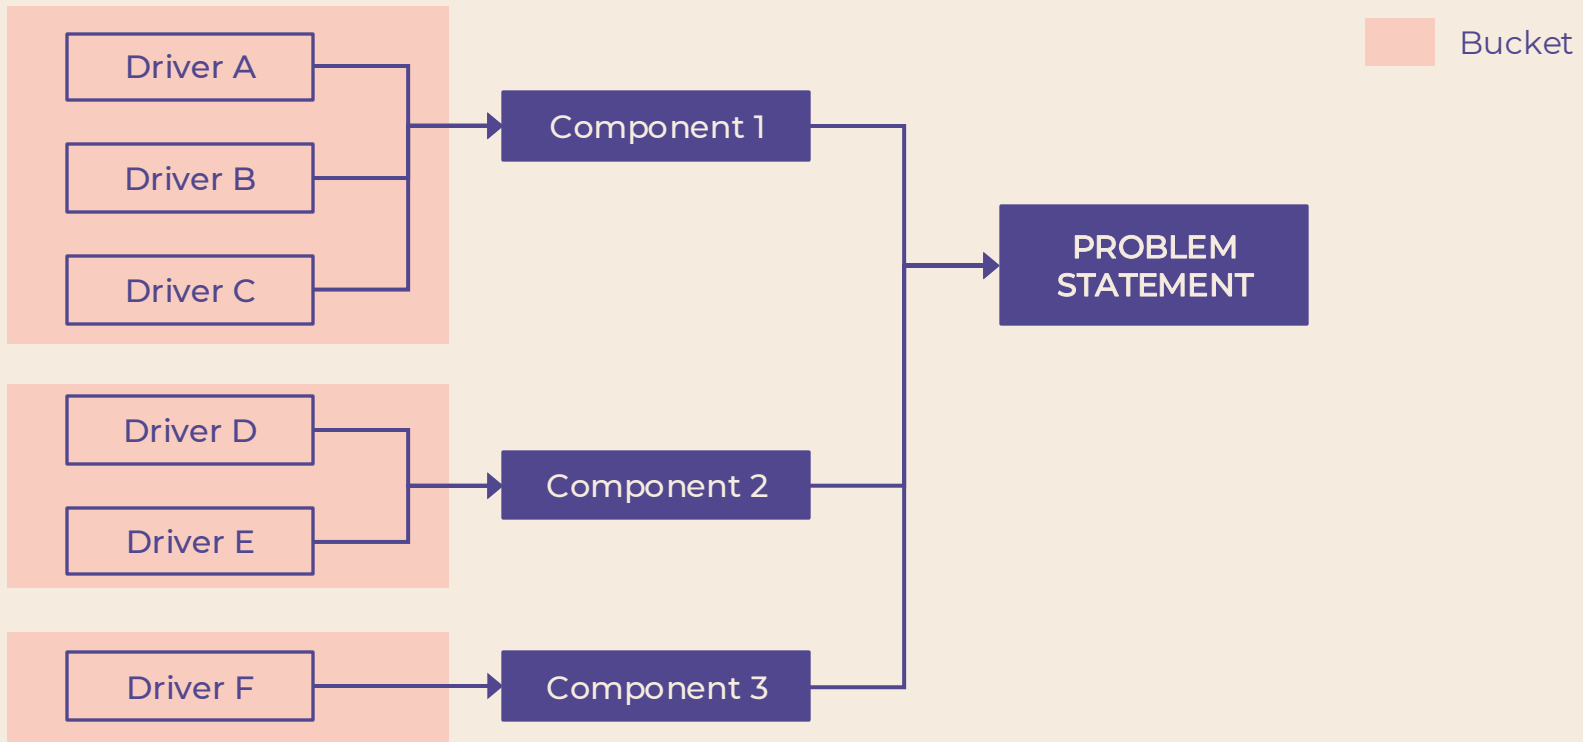 Driver A
Driver B
Driver C
Driver D
Driver E
Driver F
Component 1
Component 2
Component 3
PROBLEM
STATEMENT
Bucket